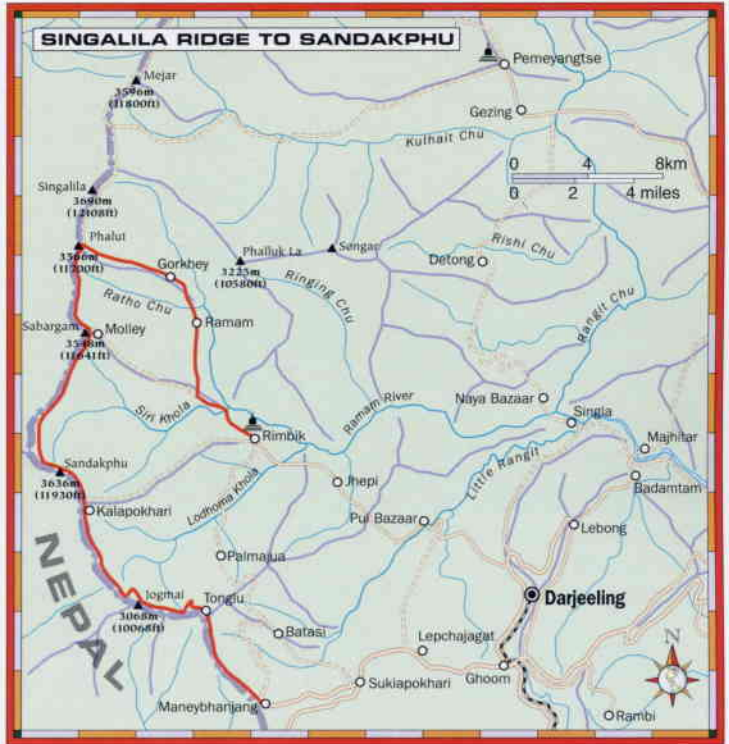 SINGALILA RIDGE TO SANDAKPHU
Pemeyangtse
Mejar
3596m
(11800ft)
Gezing
Kulhait Chu
0 4 8km
0 2 4 miles
Singalila
3690m
(12108ft)
Phalut
3566m
(11700ft)
Phalluk La
3225m
(10580ft)
Sangar
Rishi Chu
Detong
Gorkhey
Ringing Chu
Ratho Chu
Ramam
Rangit Chu
Sabargam
3548m
(11641ft)
Molley
Naya Bazaar
Ramam River
Singla
Siri Khola
Rimbik
Majhitar
Little Rangit
Sandakphu
3636m
(11930ft)
Jhepi
Badamtam
Lodhoma Khola
Kalapokhari
Pul Bazaar
Lebong
NEPAL
Palmajua
Jogmai
3068m
(10068ft)
Tonglu
Darjeeling
Batasi
Lepchajagat
N
Ghoom
Sukiapokhari
Maneybhanjang
Rambi